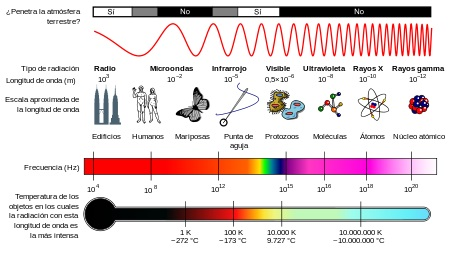 ¿Penetra la atmósfera
terrestre?
Sí No Sí No
Tipo de radiación Radio Microondas Infrarrojo Visible Ultravioleta Rayos X Rayos gamma
Longitud de onda (m) 10³ 10⁻² 10⁻⁵ 0,5×10⁻⁶ 10⁻⁸ 10⁻¹⁰ 10⁻¹²
Escala aproximada de
la longitud de onda
Edificios Humanos Mariposas Punta de aguja Protozoos Moléculas Átomos Núcleo atómico
Frecuencia (Hz)
10⁴ 10⁸ 10¹² 10¹⁵ 10¹⁶ 10¹⁸ 10²⁰
Temperatura de los
objetos en los cuales
la radiación con esta
longitud de onda es
la más intensa
1 K 100 K 10.000 K 10.000.000 K
−272 °C −173 °C 9.727 °C ~10.000.000 °C